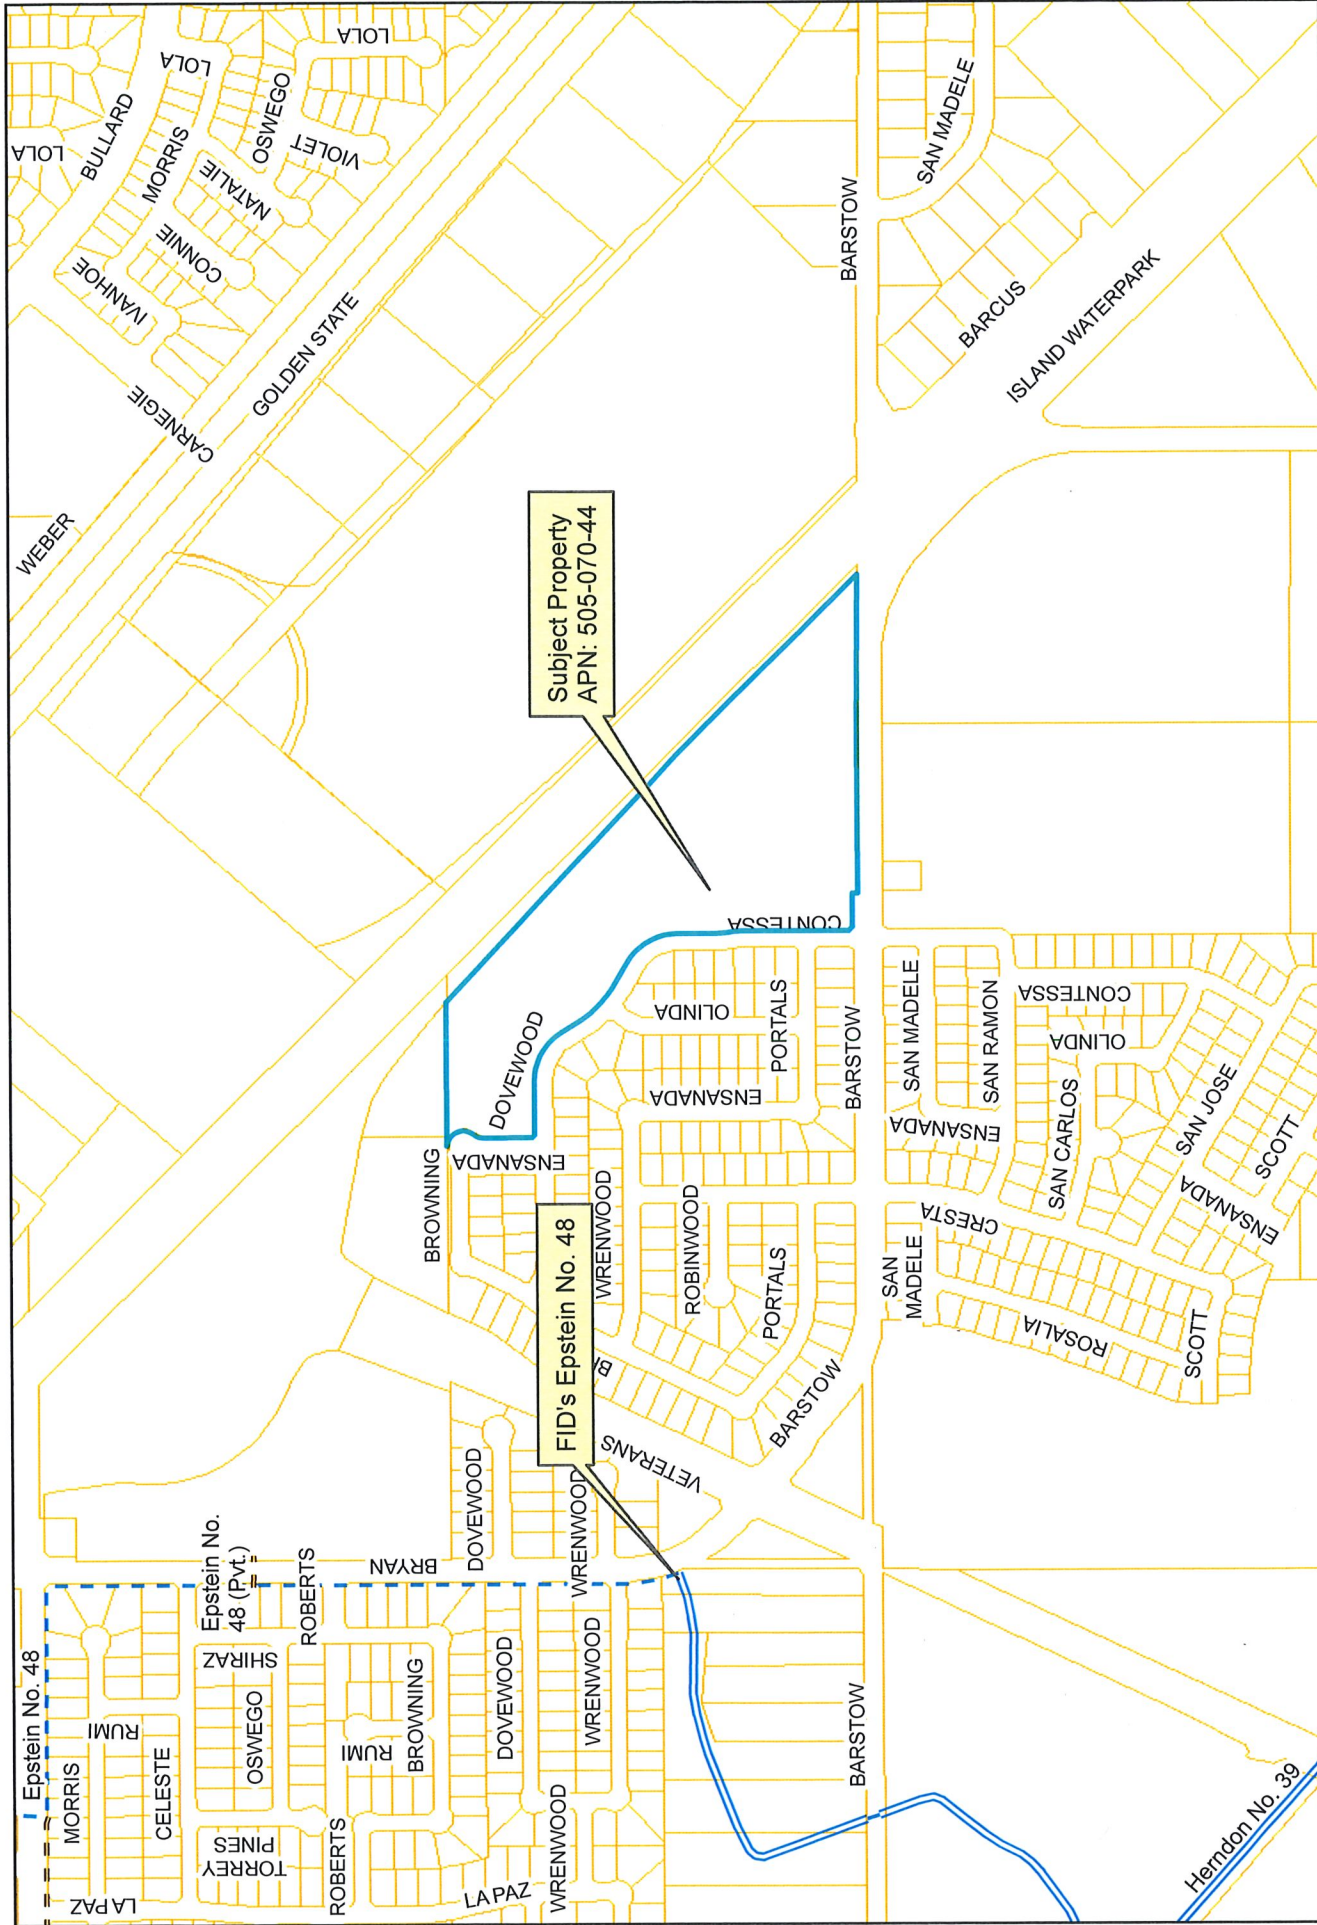 Epstein No. 48
WEBER
LOLA
MORRIS
LA PAZ
RUMI
BULLARD
IVANHOE
CELESTE
MORRIS
CARNEGIE
LOLA
CONNIE
Epstein No.
48 (Pvt.)
NATALIE
SHIRAZ
TORREY
PINES
OSWEGO
OSWEGO
ROBERTS
GOLDEN STATE
VIOLET
ROBERTS
RUMI
LOLA
BRYAN
BROWNING
BROWNING
DOVEWOOD
LA PAZ
DOVEWOOD
DOVEWOOD
ENSANADA
WRENWOOD
FID's Epstein No. 48
Subject Property
APN: 505-070-44
WRENWOOD
WRENWOOD
WRENWOOD
BR
VETERANS
ROBINWOOD
OLINDA
ENSANADA
PORTALS
PORTALS
CONTESSA
BARSTOW
BARSTOW
BARSTOW
BARSTOW
SAN
MADELE
SAN MADELE
SAN MADELE
CRESTA
ENSANADA
SAN RAMON
BARCUS
ROSALIA
SAN CARLOS
CONTESSA
OLINDA
ISLAND WATERPARK
SCOTT
SAN JOSE
ENSANADA
Herndon No. 39
SCOTT